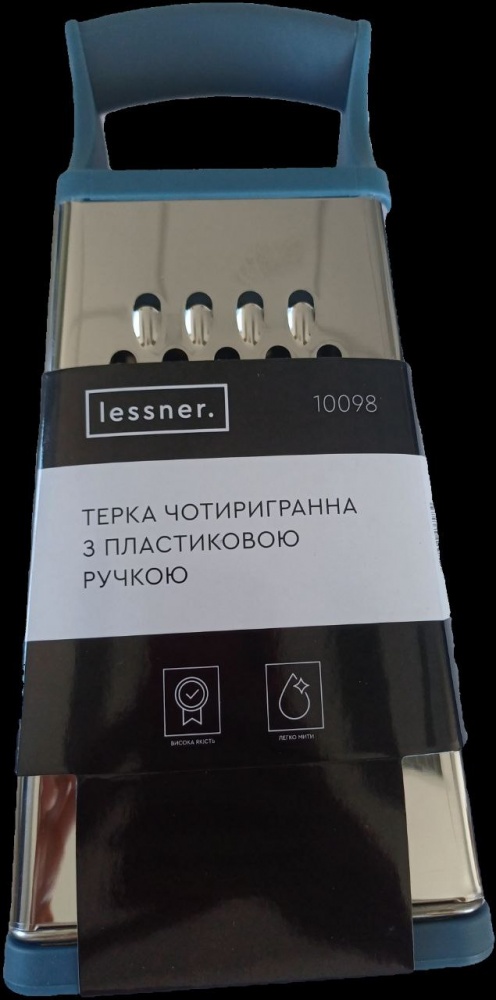 lessner.
10098
ТЕРКА ЧОТИРИГРАННА
З ПЛАСТИКОВОЮ
РУЧКОЮ
ВИСОКА ЯКІСТЬ
ЛЕГКО МИТИ